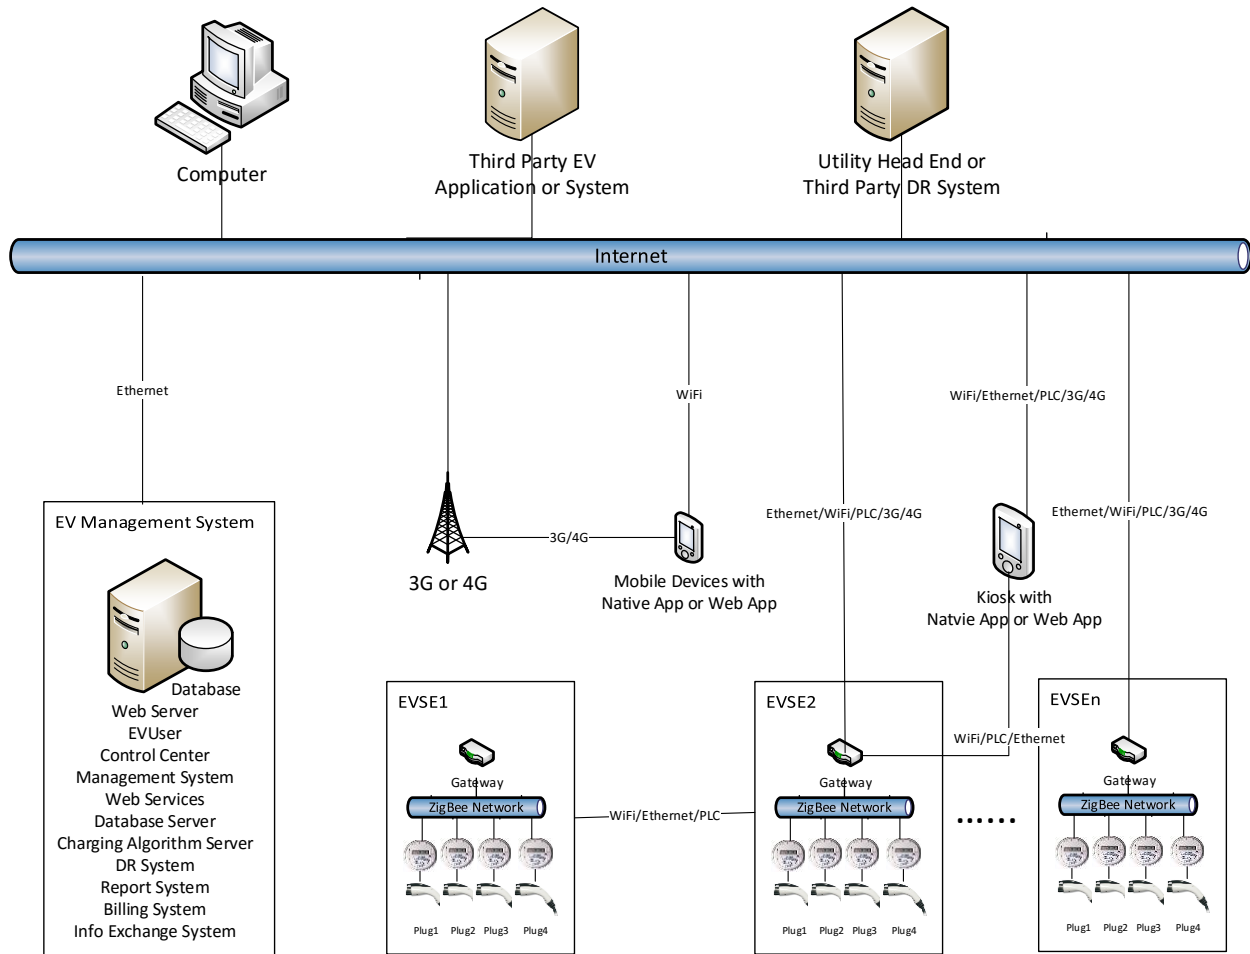 Computer
Third Party EV
Application or System
Utility Head End or
Third Party DR System
Internet
Ethernet
WiFi
WiFi/Ethernet/PLC/3G/4G
Ethernet/WiFi/PLC/3G/4G
Ethernet/WiFi/PLC/3G/4G
EV Management System
Database
Web Server
EVUser
Control Center
Management System
Web Services
Database Server
Charging Algorithm Server
DR System
Report System
Billing System
Info Exchange System
3G/4G
3G or 4G
Mobile Devices with
Native App or Web App
Kiosk with
Natvie App or Web App
EVSE1
Gateway
ZigBee Network
Plug1 Plug2 Plug3 Plug4
WiFi/Ethernet/PLC
EVSE2
Gateway
ZigBee Network
Plug1 Plug2 Plug3 Plug4
WiFi/PLC/Ethernet
......
EVSEn
Gateway
ZigBee Network
Plug1 Plug2 Plug3 Plug4